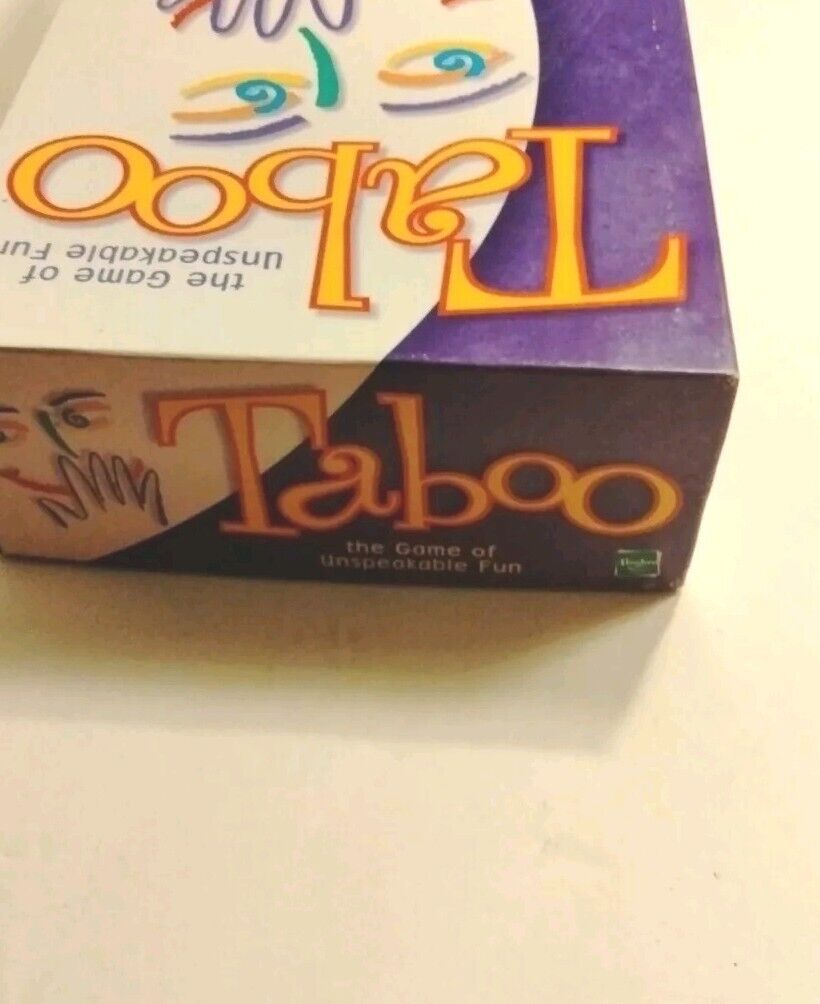 Taboo
the Game of
Unspeakable Fun
Taboo
the Game of
Unspeakable Fun